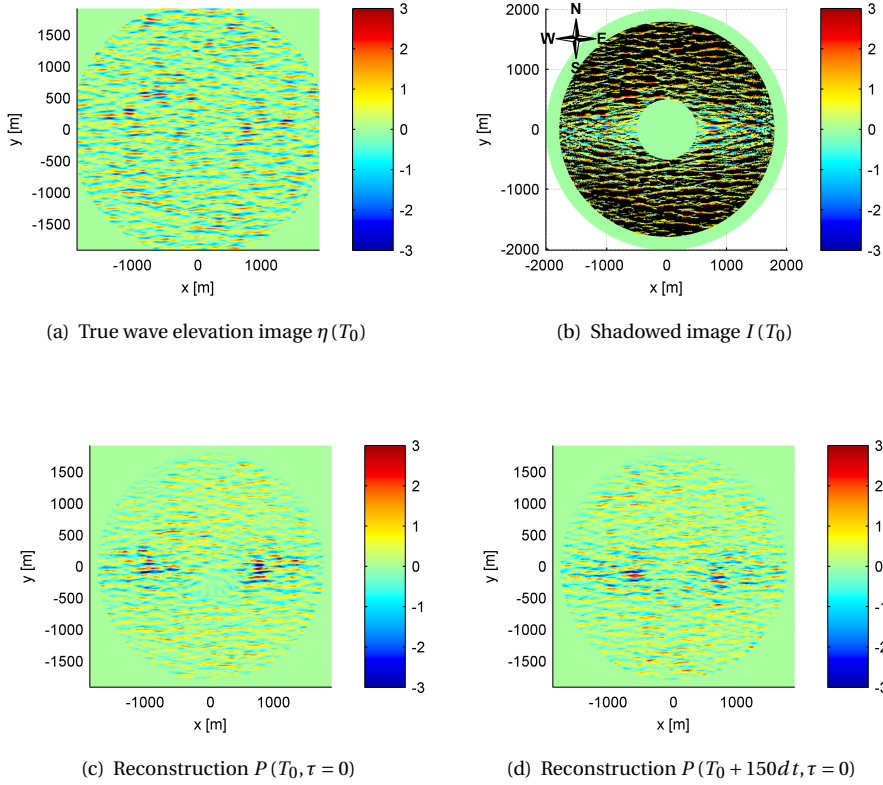 1500
1000
500
0
-500
-1000
-1500
y [m]
-1000 0 1000
x [m]
3
2
1
0
-1
-2
-3
(a) True wave elevation image η(T₀)
N
W E
S
2000
1000
0
-1000
-2000
y [m]
-2000 -1000 0 1000 2000
x [m]
3
2
1
0
-1
-2
-3
(b) Shadowed image I(T₀)
1500
1000
500
0
-500
-1000
-1500
y [m]
-1000 0 1000
x [m]
3
2
1
0
-1
-2
-3
(c) Reconstruction P(T₀, τ = 0)
1500
1000
500
0
-500
-1000
-1500
y [m]
-1000 0 1000
x [m]
3
2
1
0
-1
-2
-3
(d) Reconstruction P(T₀ + 150dt, τ = 0)